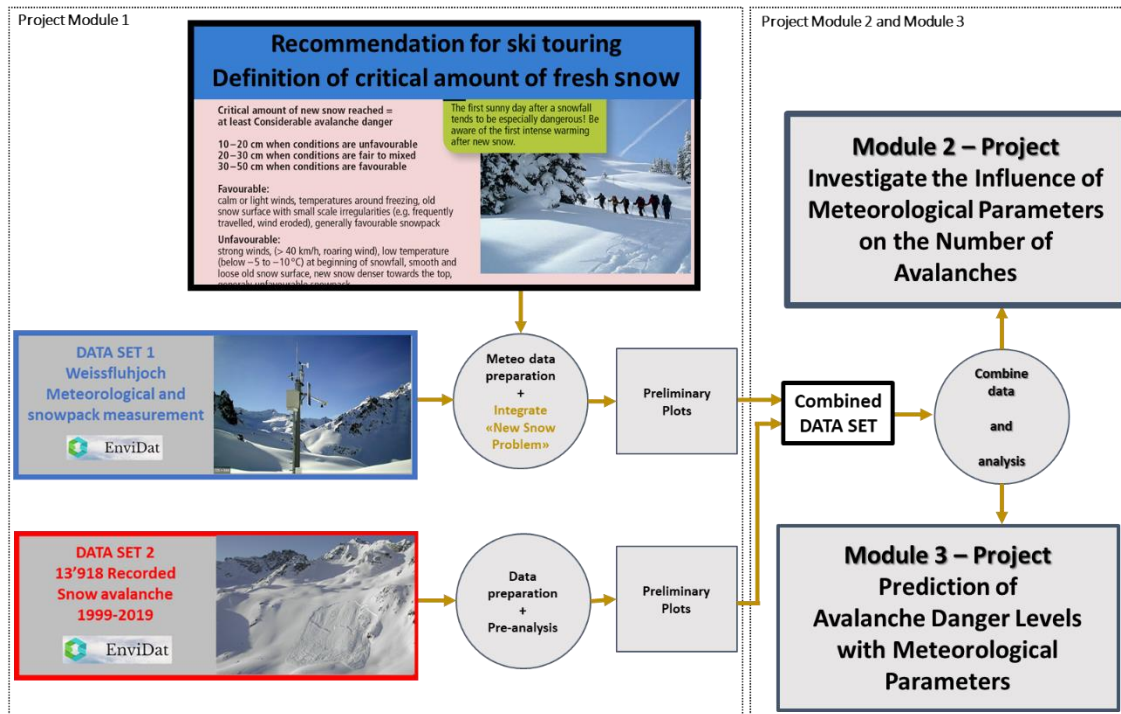 Project Module 1
Recommendation for ski touring
Definition of critical amount of fresh snow
Critical amount of new snow reached =
at least Considerable avalanche danger
10–20 cm when conditions are unfavourable
20–30 cm when conditions are fair to mixed
30–50 cm when conditions are favourable
Favourable:
calm or light winds, temperatures around freezing, old
snow surface with small scale irregularities (e.g. frequently
travelled, wind eroded), generally favourable snowpack
Unfavourable:
strong winds, (> 40 km/h, roaring wind), low temperature
(below −5 to −10 °C) at beginning of snowfall, smooth and
loose old snow surface, new snow denser towards the top,
generaly unfavourable snowpack
The first sunny day after a snowfall
tends to be especially dangerous! Be
aware of the first intense warming
after new snow.
DATA SET 1
Weissfluhjoch
Meteorological and
snowpack measurement
EnviDat
Meteo data
preparation
+
Integrate
«New Snow
Problem»
Preliminary
Plots
DATA SET 2
13’918 Recorded
Snow avalanche
1999-2019
EnviDat
Data
preparation
+
Pre-analysis
Preliminary
Plots
Project Module 2 and Module 3
Module 2 – Project
Investigate the Influence of
Meteorological Parameters
on the Number of
Avalanches
Combined
DATA SET
Combine
data
and
analysis
Module 3 – Project
Prediction of
Avalanche Danger Levels
with Meteorological
Parameters